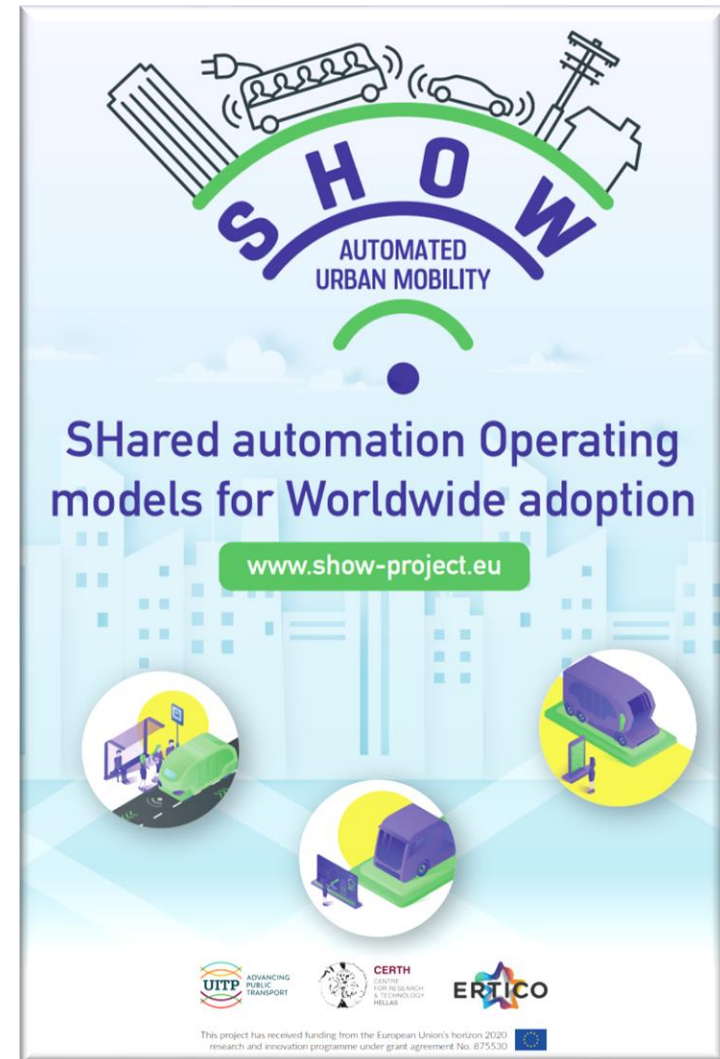 SHOW
AUTOMATED
URBAN MOBILITY
SHared automation Operating
models for Worldwide adoption
www.show-project.eu
UITP
ADVANCING
PUBLIC
TRANSPORT
CERTH
CENTRE
FOR RESEARCH
& TECHNOLOGY
HELLAS
ERTICO
This project has received funding from the European Union's horizon 2020
research and innovation programme under grant agreement No. 875530